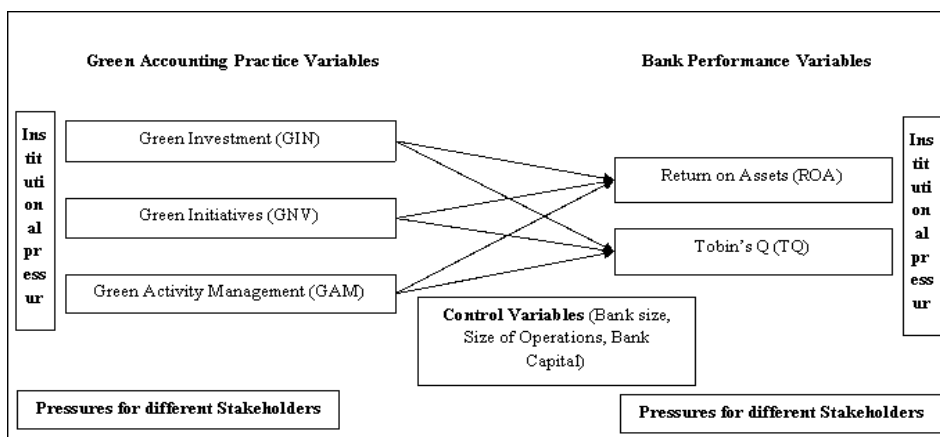 Green Accounting Practice Variables
Bank Performance Variables
Ins
tit
uti
on
al
pr
ess
ur
Green Investment (GIN)
Green Initiatives (GNV)
Green Activity Management (GAM)
Return on Assets (ROA)
Tobin's Q (TQ)
Ins
tit
uti
on
al
pr
ess
ur
Control Variables (Bank size,
Size of Operations, Bank
Capital)
Pressures for different Stakeholders
Pressures for different Stakeholders